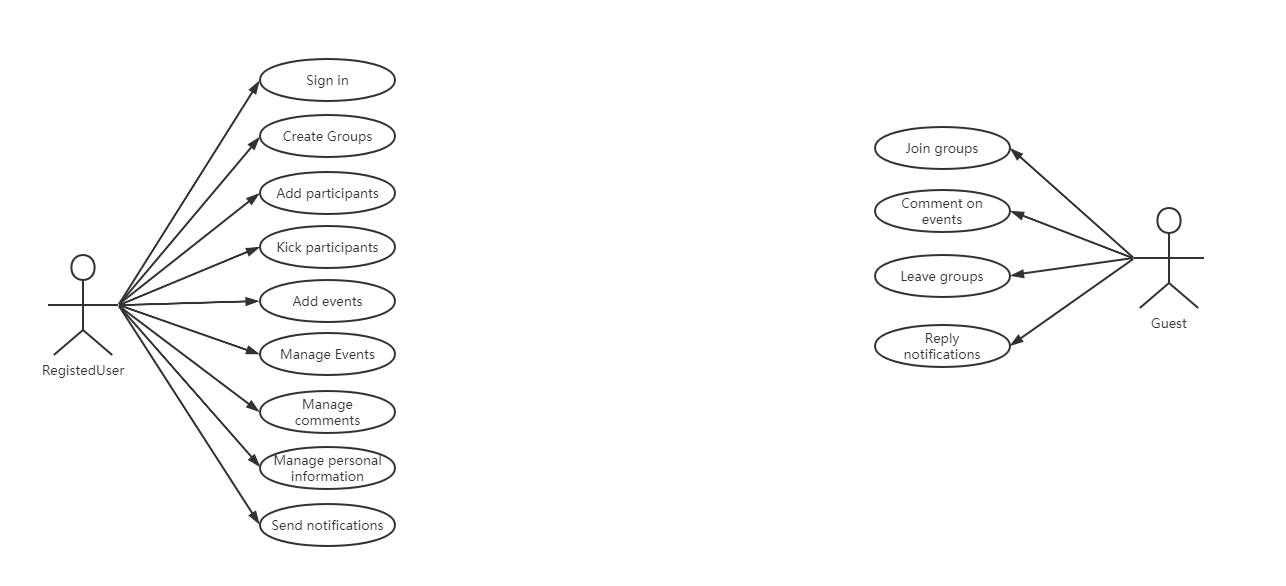 Sign in
Create Groups
Add participants
Kick participants
Add events
Manage Events
Manage
comments
Manage personal
information
Send notifications
RegistedUser
Join groups
Comment on
events
Leave groups
Reply
notifications
Guest